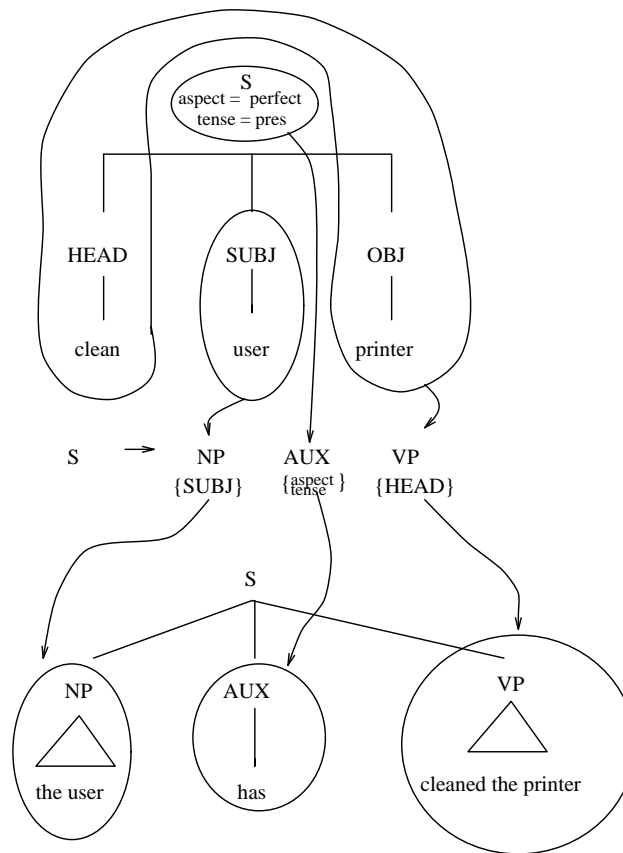 S
aspect = perfect
tense = pres
HEAD SUBJ OBJ
clean user printer
S NP AUX VP
{SUBJ} {aspect tense} {HEAD}
S
NP AUX VP
the user has cleaned the printer